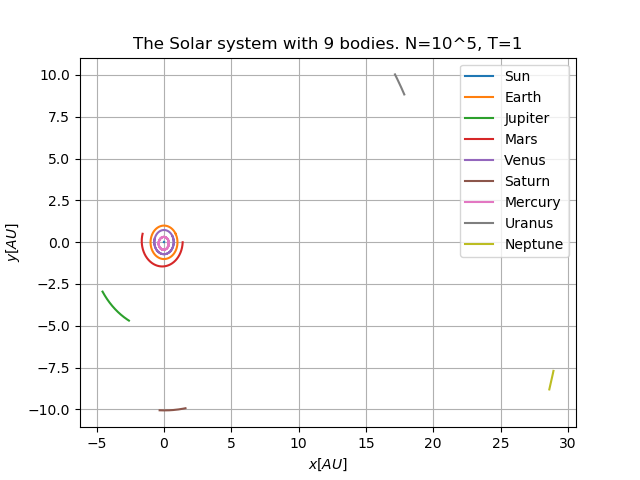 The Solar system with 9 bodies. N=10^5, T=1
10.0
7.5
5.0
2.5
0.0
−2.5
−5.0
−7.5
−10.0
y[AU]
−5
0
5
10
15
20
25
30
x[AU]
Sun
Earth
Jupiter
Mars
Venus
Saturn
Mercury
Uranus
Neptune